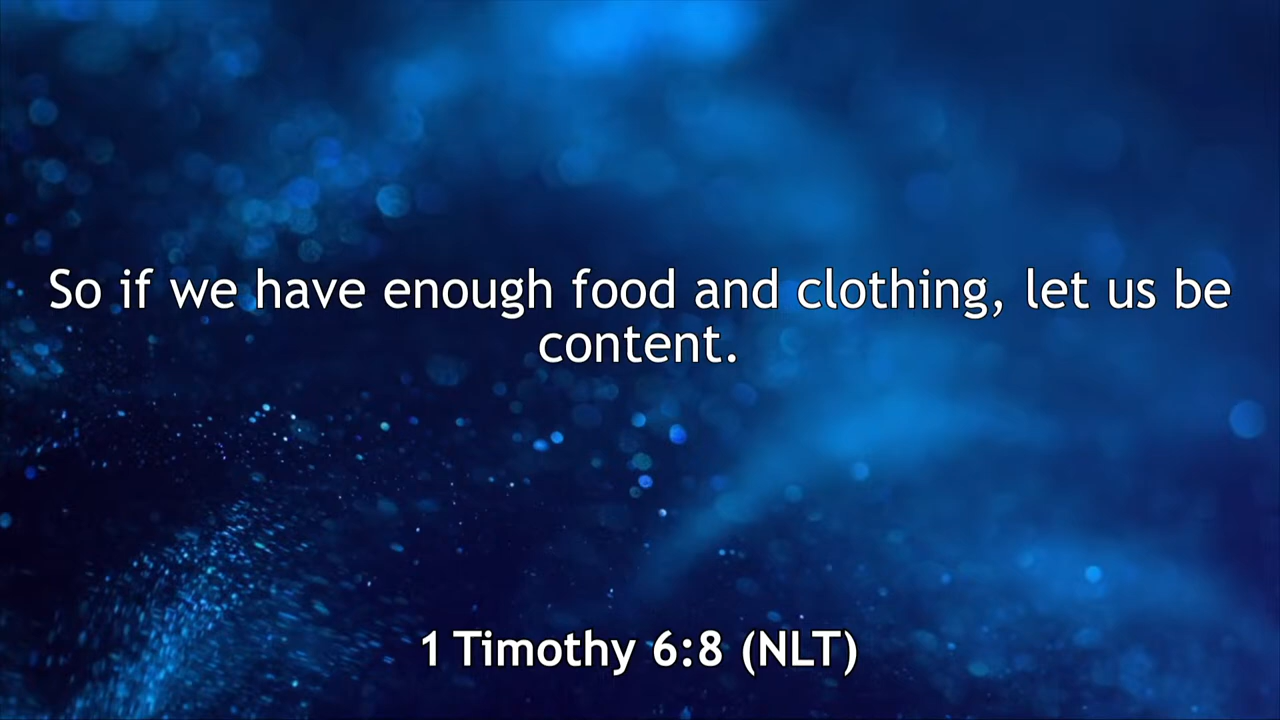 So if we have enough food and clothing, let us be
content.
1 Timothy 6:8 (NLT)